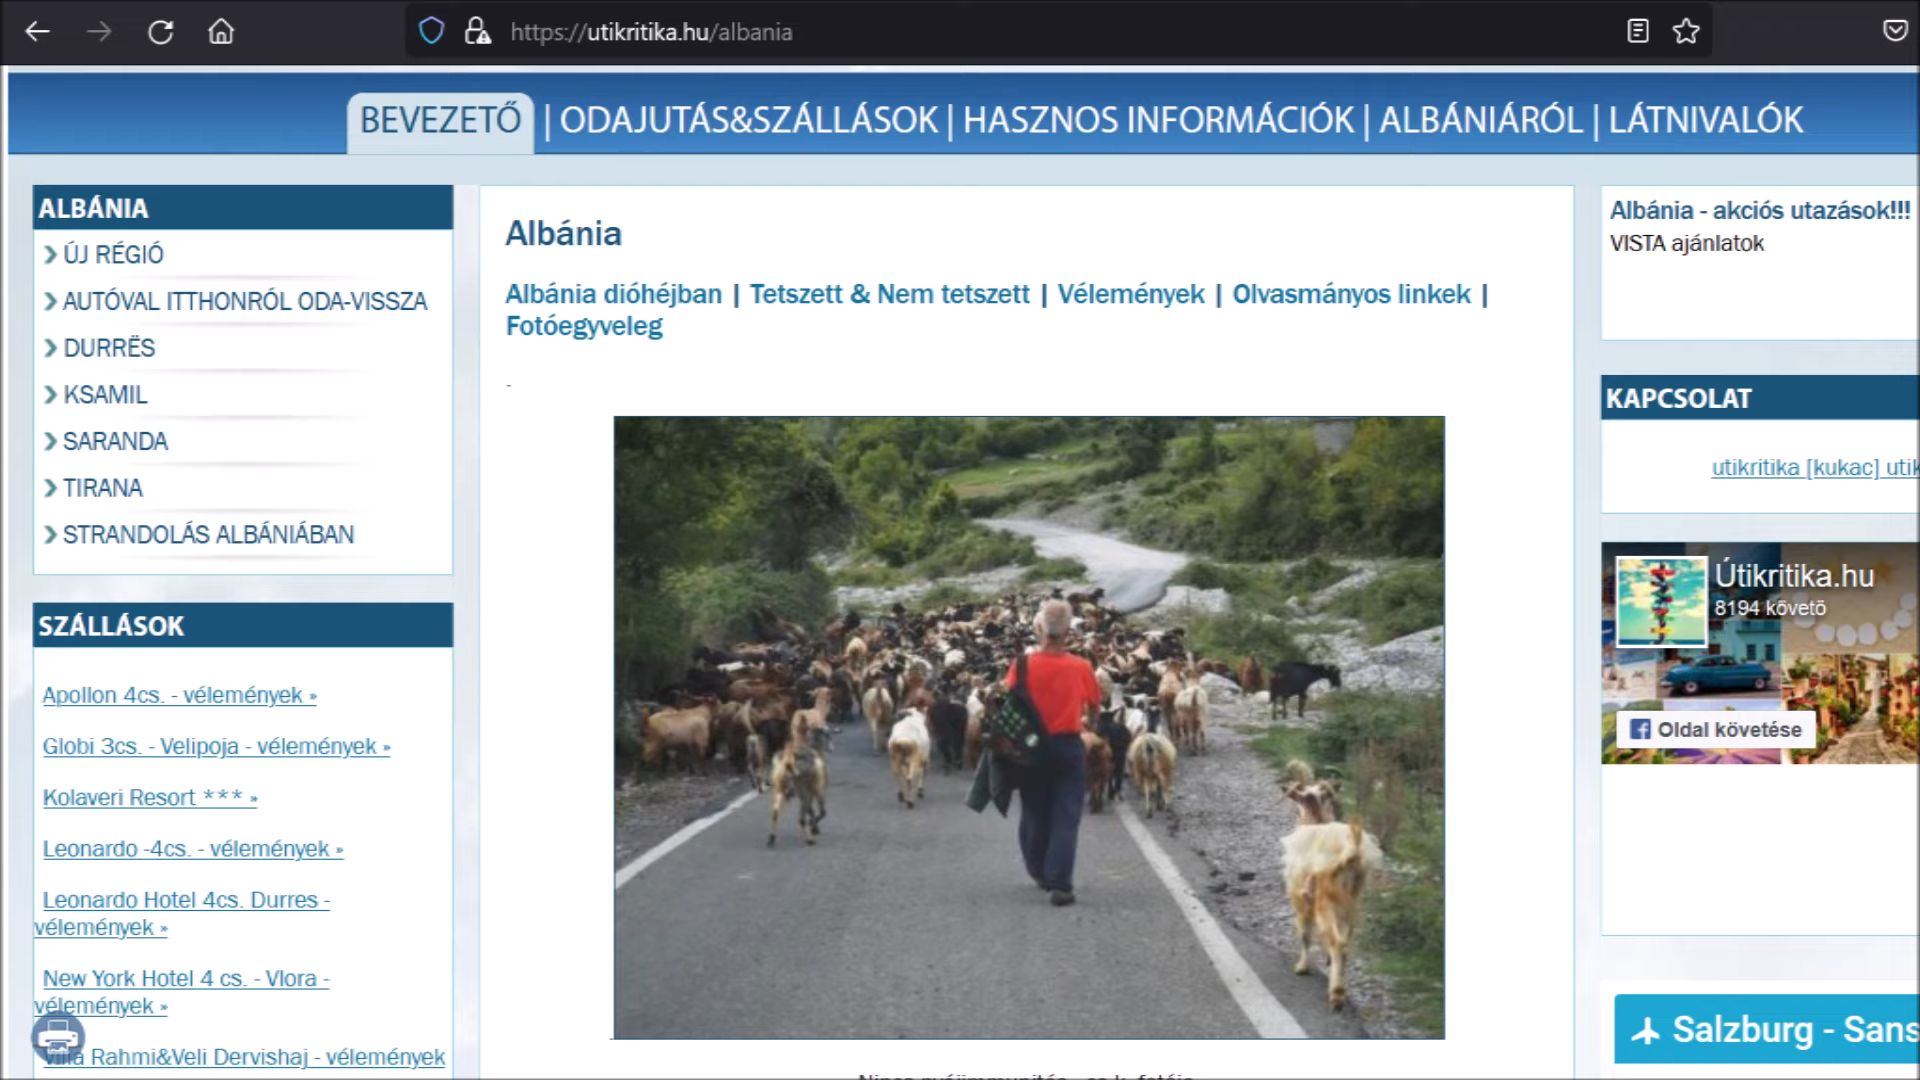 https://utikritika.hu/albania
BEVEZETŐ | ODAJUTÁS&SZÁLLÁSOK | HASZNOS INFORMÁCIÓK | ALBÁNIÁRÓL | LÁTNIVALÓK
ALBÁNIA
ÚJ RÉGIÓ
AUTÓVAL ITTHONRÓL ODA-VISSZA
DURRËS
KSAMIL
SARANDA
TIRANA
STRANDOLÁS ALBÁNIÁBAN
SZÁLLÁSOK
Apollon 4cs. - vélemények »
Globi 3cs. - Velipoja - vélemények »
Kolaveri Resort *** »
Leonardo -4cs. - vélemények »
Leonardo Hotel 4cs. Durres -
vélemények »
New York Hotel 4 cs. - Vlora -
vélemények »
Villa Rahmi&Veli Dervishaj - vélemények
Albánia
Albánia dióhéjban | Tetszett & Nem tetszett | Vélemények | Olvasmányos linkek |
Fotóegyveleg
-
Albánia - akciós utazások!!!
VISTA ajánlatok
KAPCSOLAT
utikritika [kukac] utik
Útikritika.hu
8194 követő
Oldal követése
Salzburg - Sans